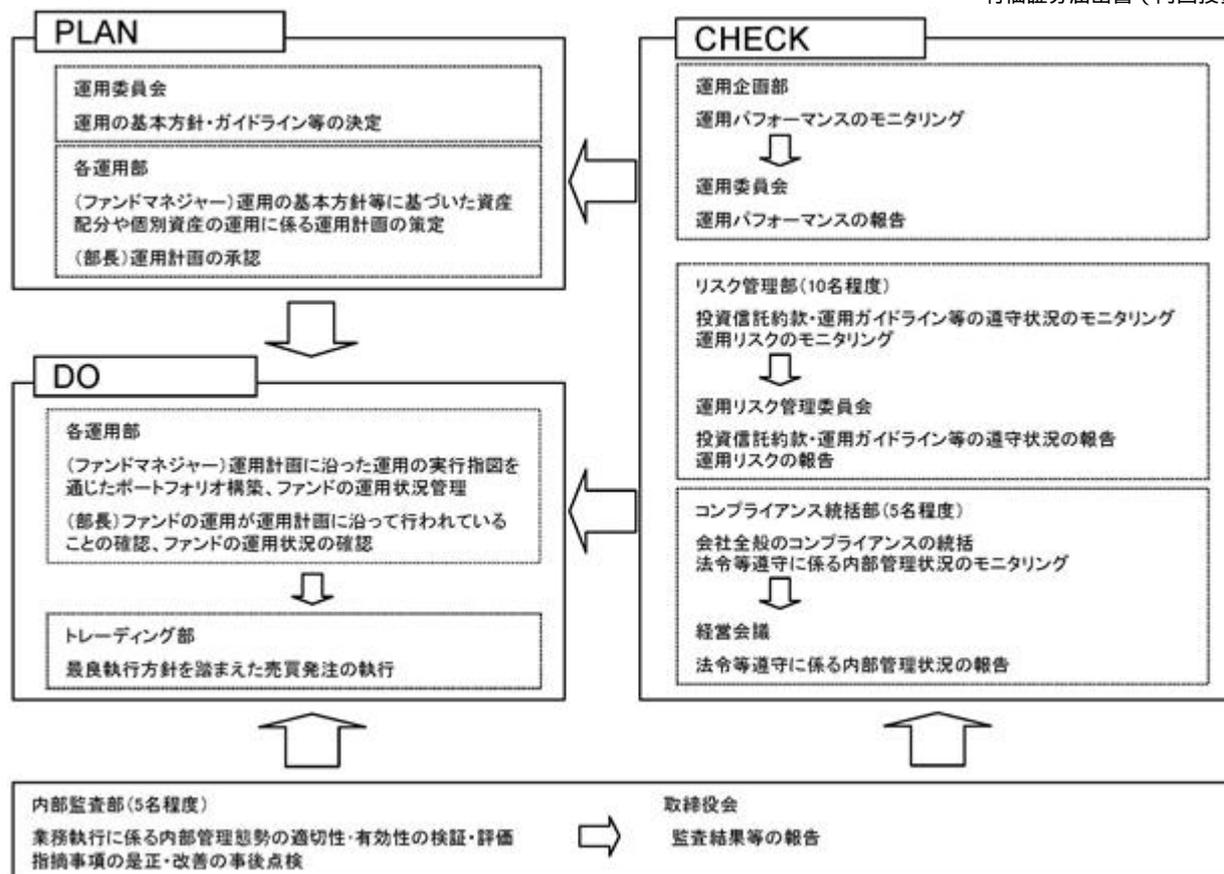 PLAN
運用委員会
運用の基本方針・ガイドライン等の決定
各運用部
(ファンドマネジャー)運用の基本方針等に基づいた資産
配分や個別資産の運用に係る運用計画の策定
(部長)運用計画の承認
DO
各運用部
(ファンドマネジャー)運用計画に沿った運用の実行指図を
通じたポートフォリオ構築、ファンドの運用状況管理
(部長)ファンドの運用が運用計画に沿って行われている
ことの確認、ファンドの運用状況の確認
トレーディング部
最良執行方針を踏まえた売買発注の執行
CHECK
運用企画部
運用パフォーマンスのモニタリング
運用委員会
運用パフォーマンスの報告
リスク管理部(10名程度)
投資信託約款・運用ガイドライン等の遵守状況のモニタリング
運用リスクのモニタリング
運用リスク管理委員会
投資信託約款・運用ガイドライン等の遵守状況の報告
運用リスクの報告
コンプライアンス統括部(5名程度)
会社全般のコンプライアンスの統括
法令等遵守に係る内部管理状況のモニタリング
経営会議
法令等遵守に係る内部管理状況の報告
内部監査部(5名程度)
業務執行に係る内部管理態勢の適切性・有効性の検証・評価
指摘事項の是正・改善の事後点検
取締役会
監査結果等の報告